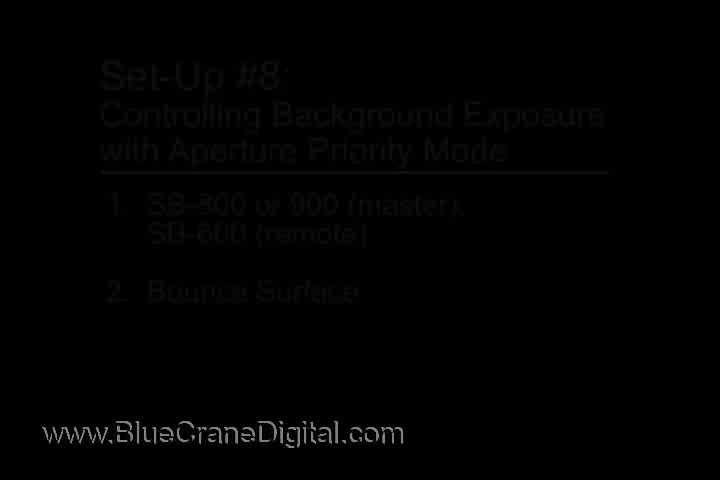 Set-Up #8:
Controlling Background Exposure
with Aperture Priority Mode
1. SB-800 or 900 (master),
SB-600 (remote)
2. Bounce Surface
www.BlueCraneDigital.com